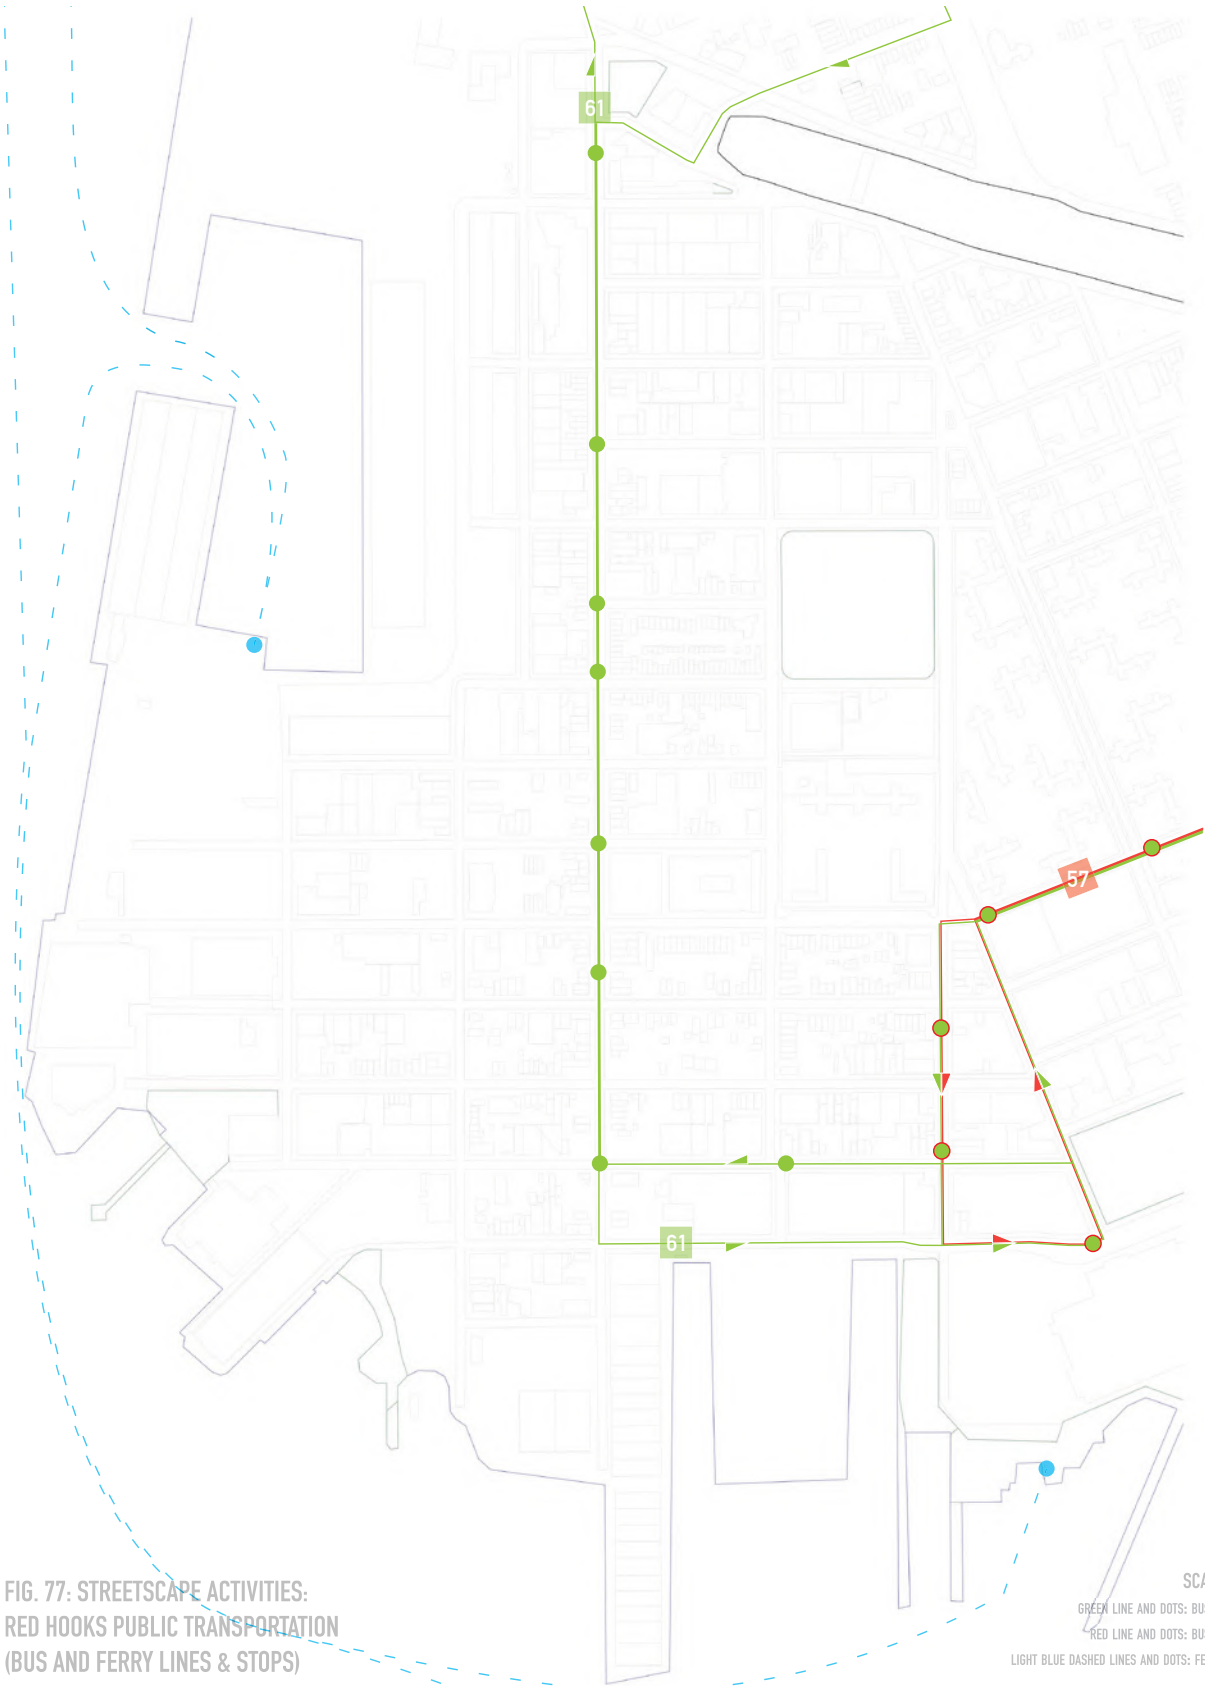 61
57
61
FIG. 77: STREETSCAPE ACTIVITIES:
RED HOOKS PUBLIC TRANSPORTATION
(BUS AND FERRY LINES & STOPS)
GREEN LINE AND DOTS:
RED LINE AND DOTS:
LIGHT BLUE DASHED LINES AND DOTS: